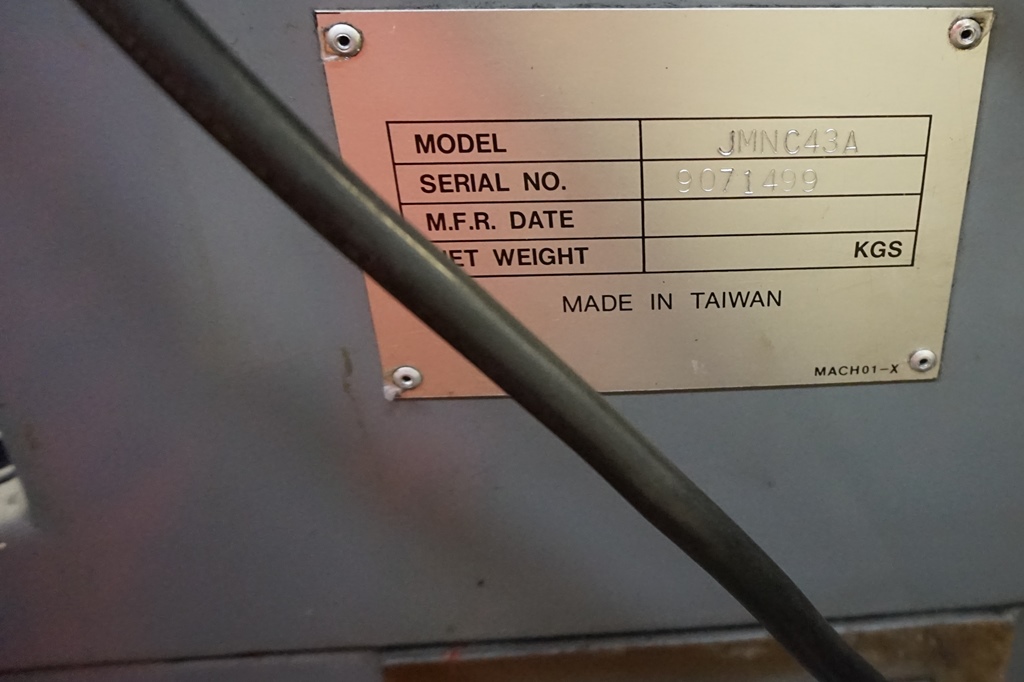 MODEL JMNC43A
SERIAL NO. 9071499
M.F.R. DATE
WEIGHT KGS
MADE IN TAIWAN
MACH01-X